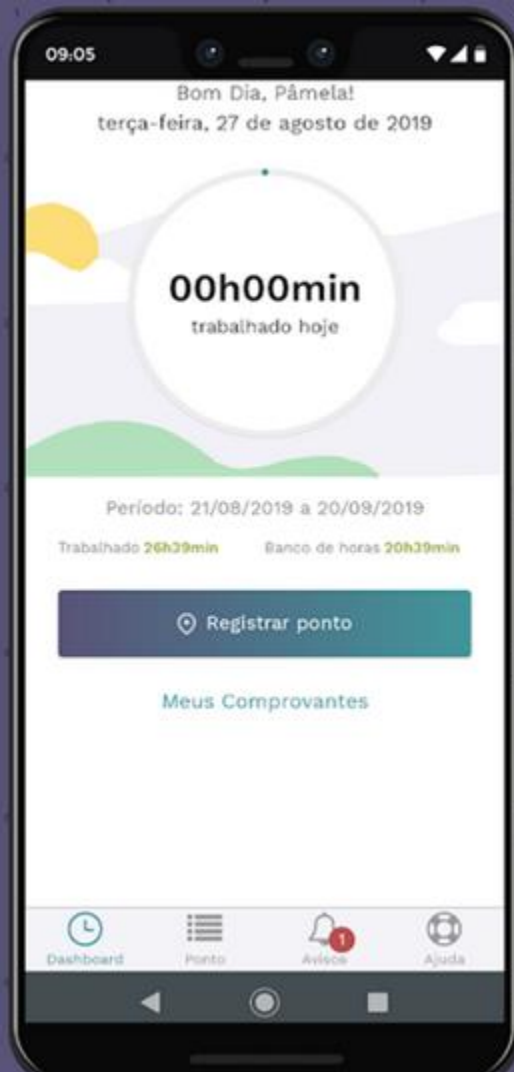 09:05
Bom Dia, Pâmela!
terça-feira, 27 de agosto de 2019
00h00min
trabalhado hoje
Período: 21/08/2019 a 20/09/2019
Trabalhado 26h39min Banco de horas 20h39min
Registrar ponto
Meus Comprovantes
1
Dashboard Ponto Avisos Ajuda